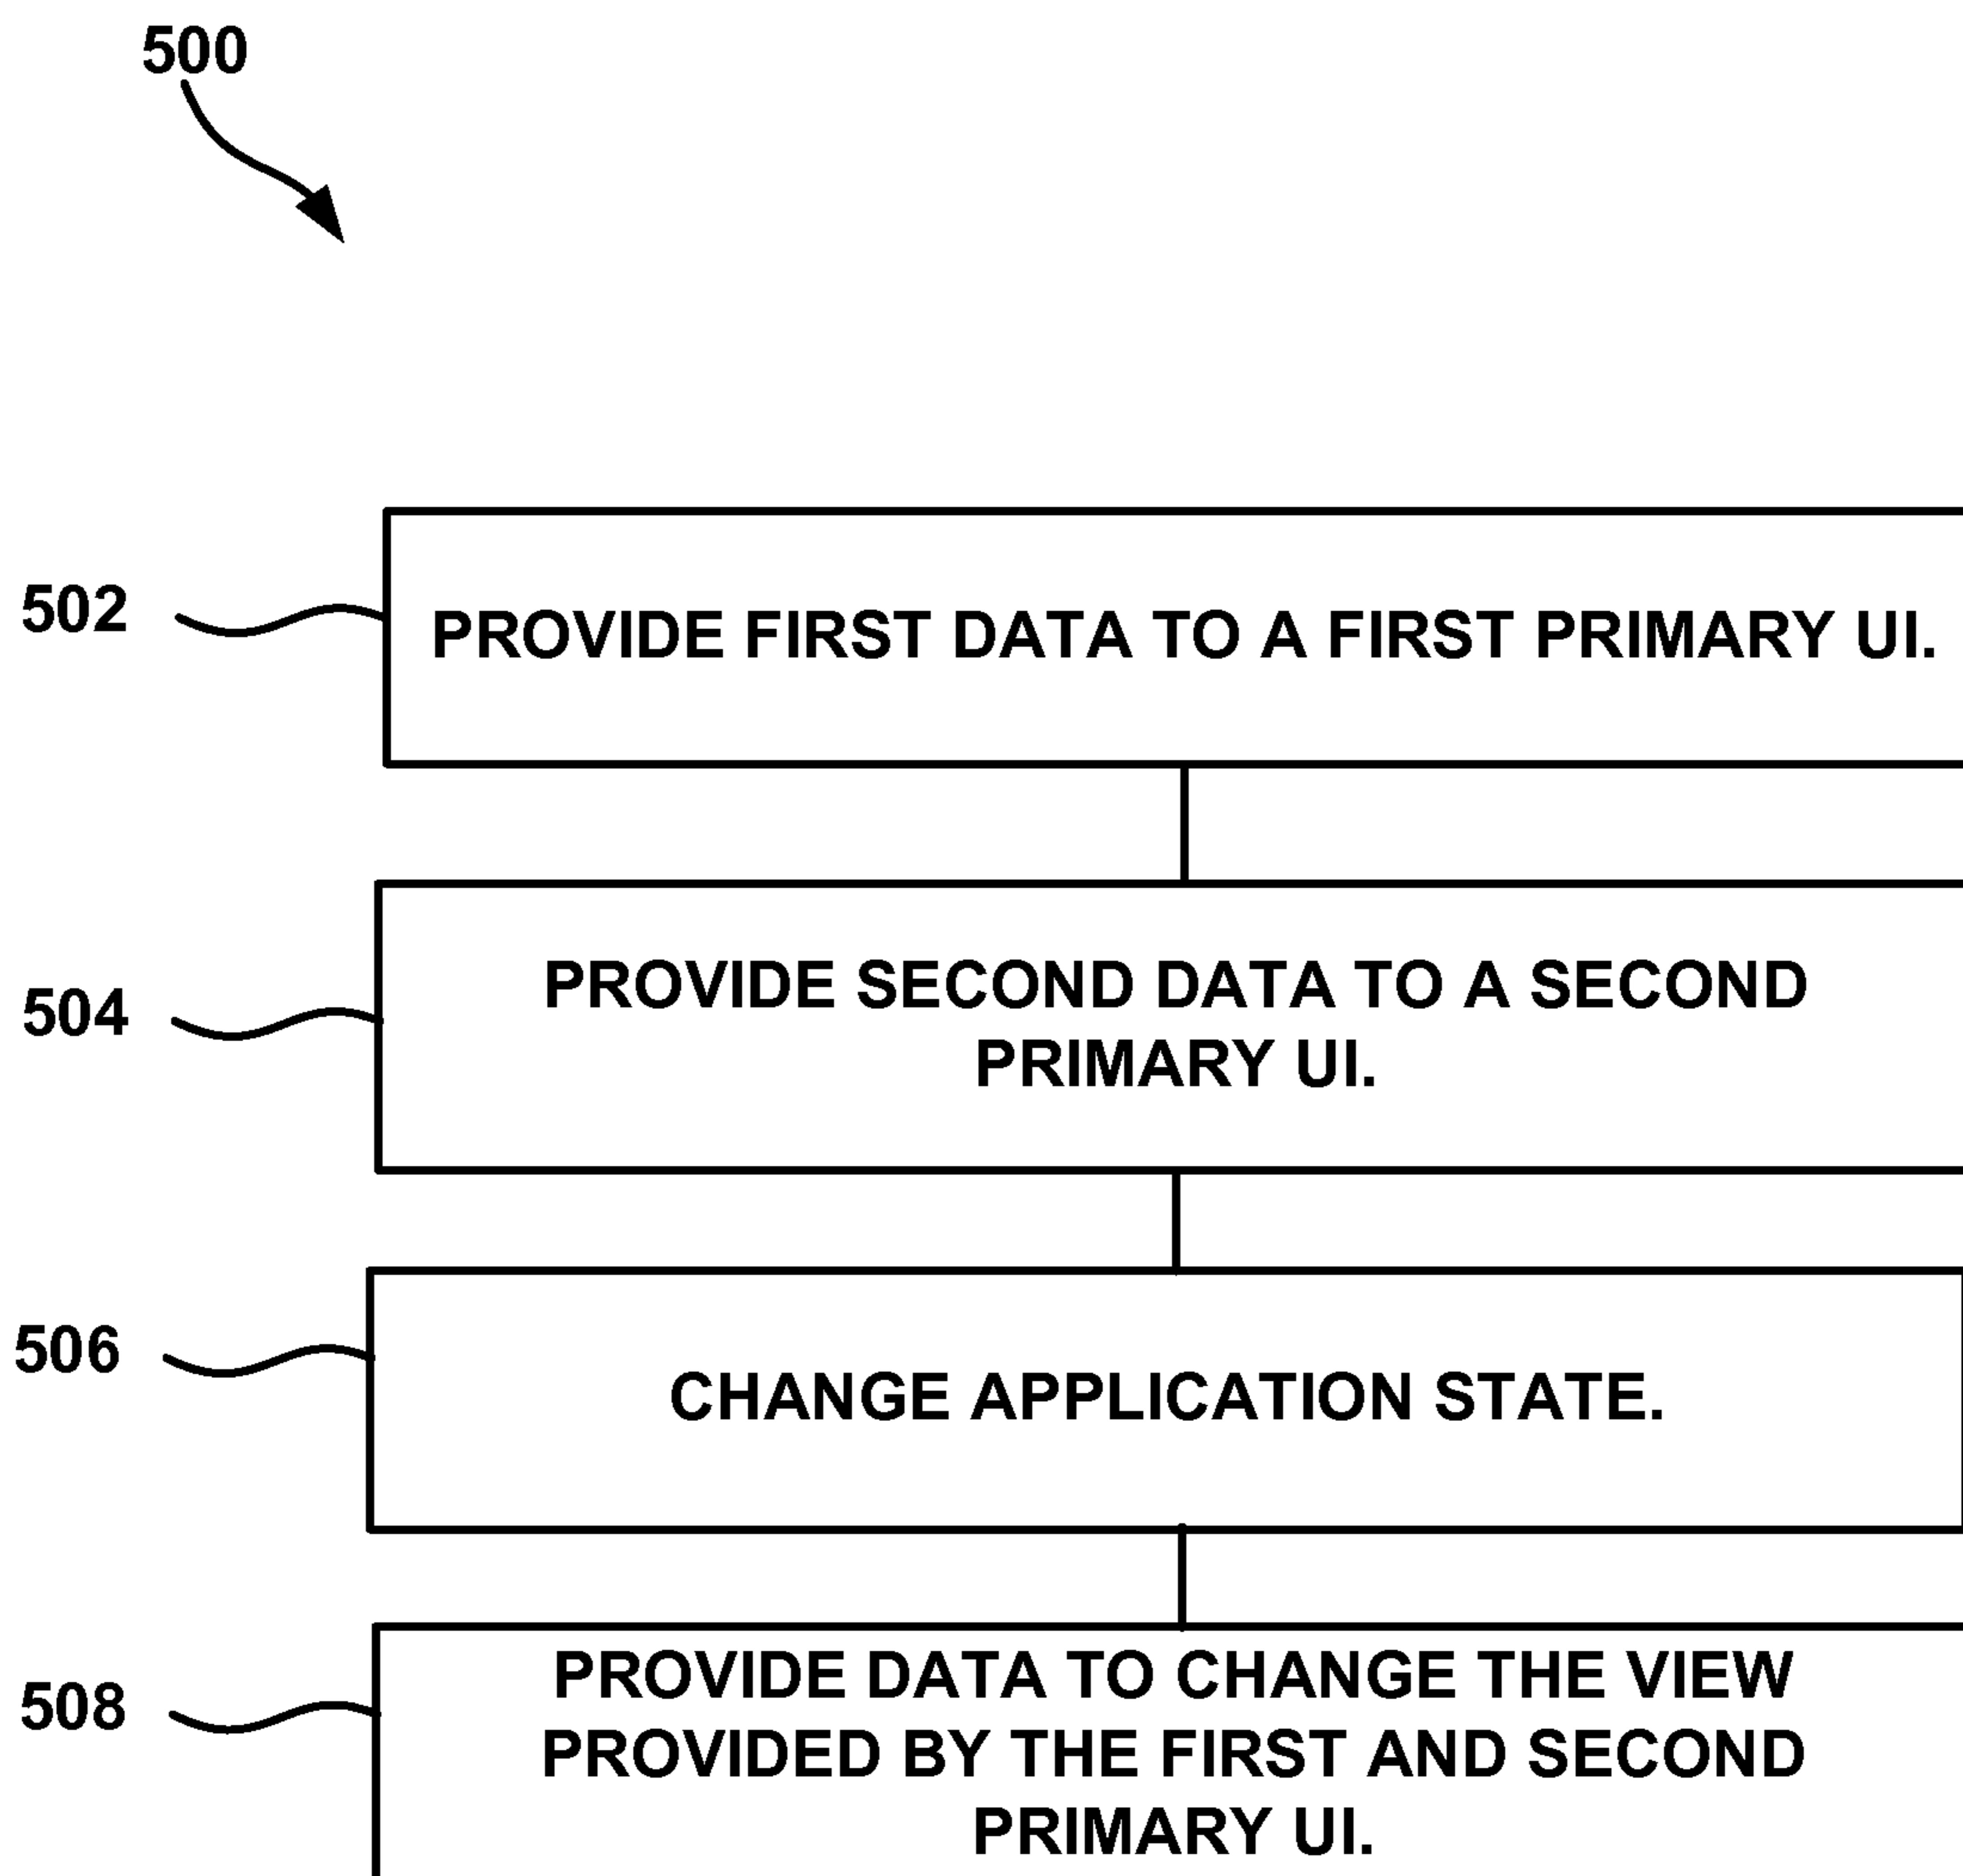 500
502
PROVIDE FIRST DATA TO A FIRST PRIMARY UI.
504
PROVIDE SECOND DATA TO A SECOND
PRIMARY UI.
506
CHANGE APPLICATION STATE.
508
PROVIDE DATA TO CHANGE THE VIEW
PROVIDED BY THE FIRST AND SECOND
PRIMARY UI.